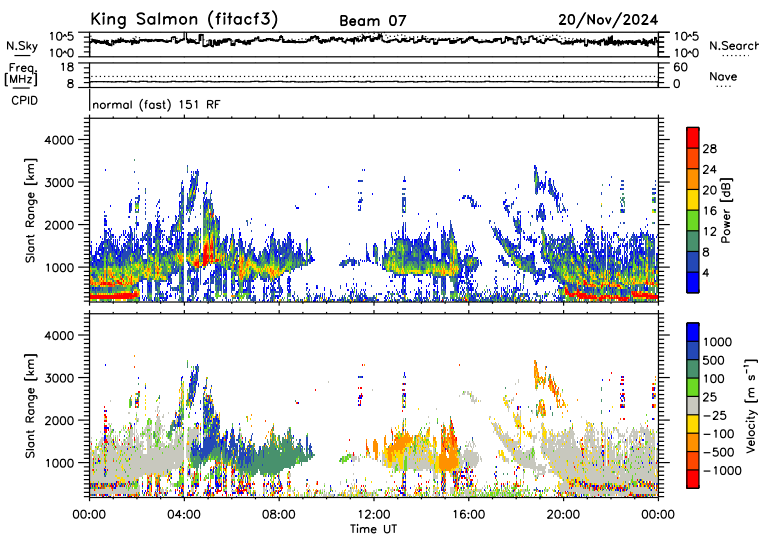 King Salmon (fitacf3) Beam 07 20/Nov/2024
N.Sky 10^5 10^0 10^5 10^0 N.Search
Freq. [MHz] 18 8 60 0 Nave
CPID normal (fast) 151 RF
Slant Range [km]
4000
3000
2000
1000
28
24
20
16
12
8
4
Power [dB]
Slant Range [km]
4000
3000
2000
1000
1000
500
100
25
−25
−100
−500
−1000
Velocity [m s⁻¹]
00:00 04:00 08:00 12:00 16:00 20:00 00:00
Time UT